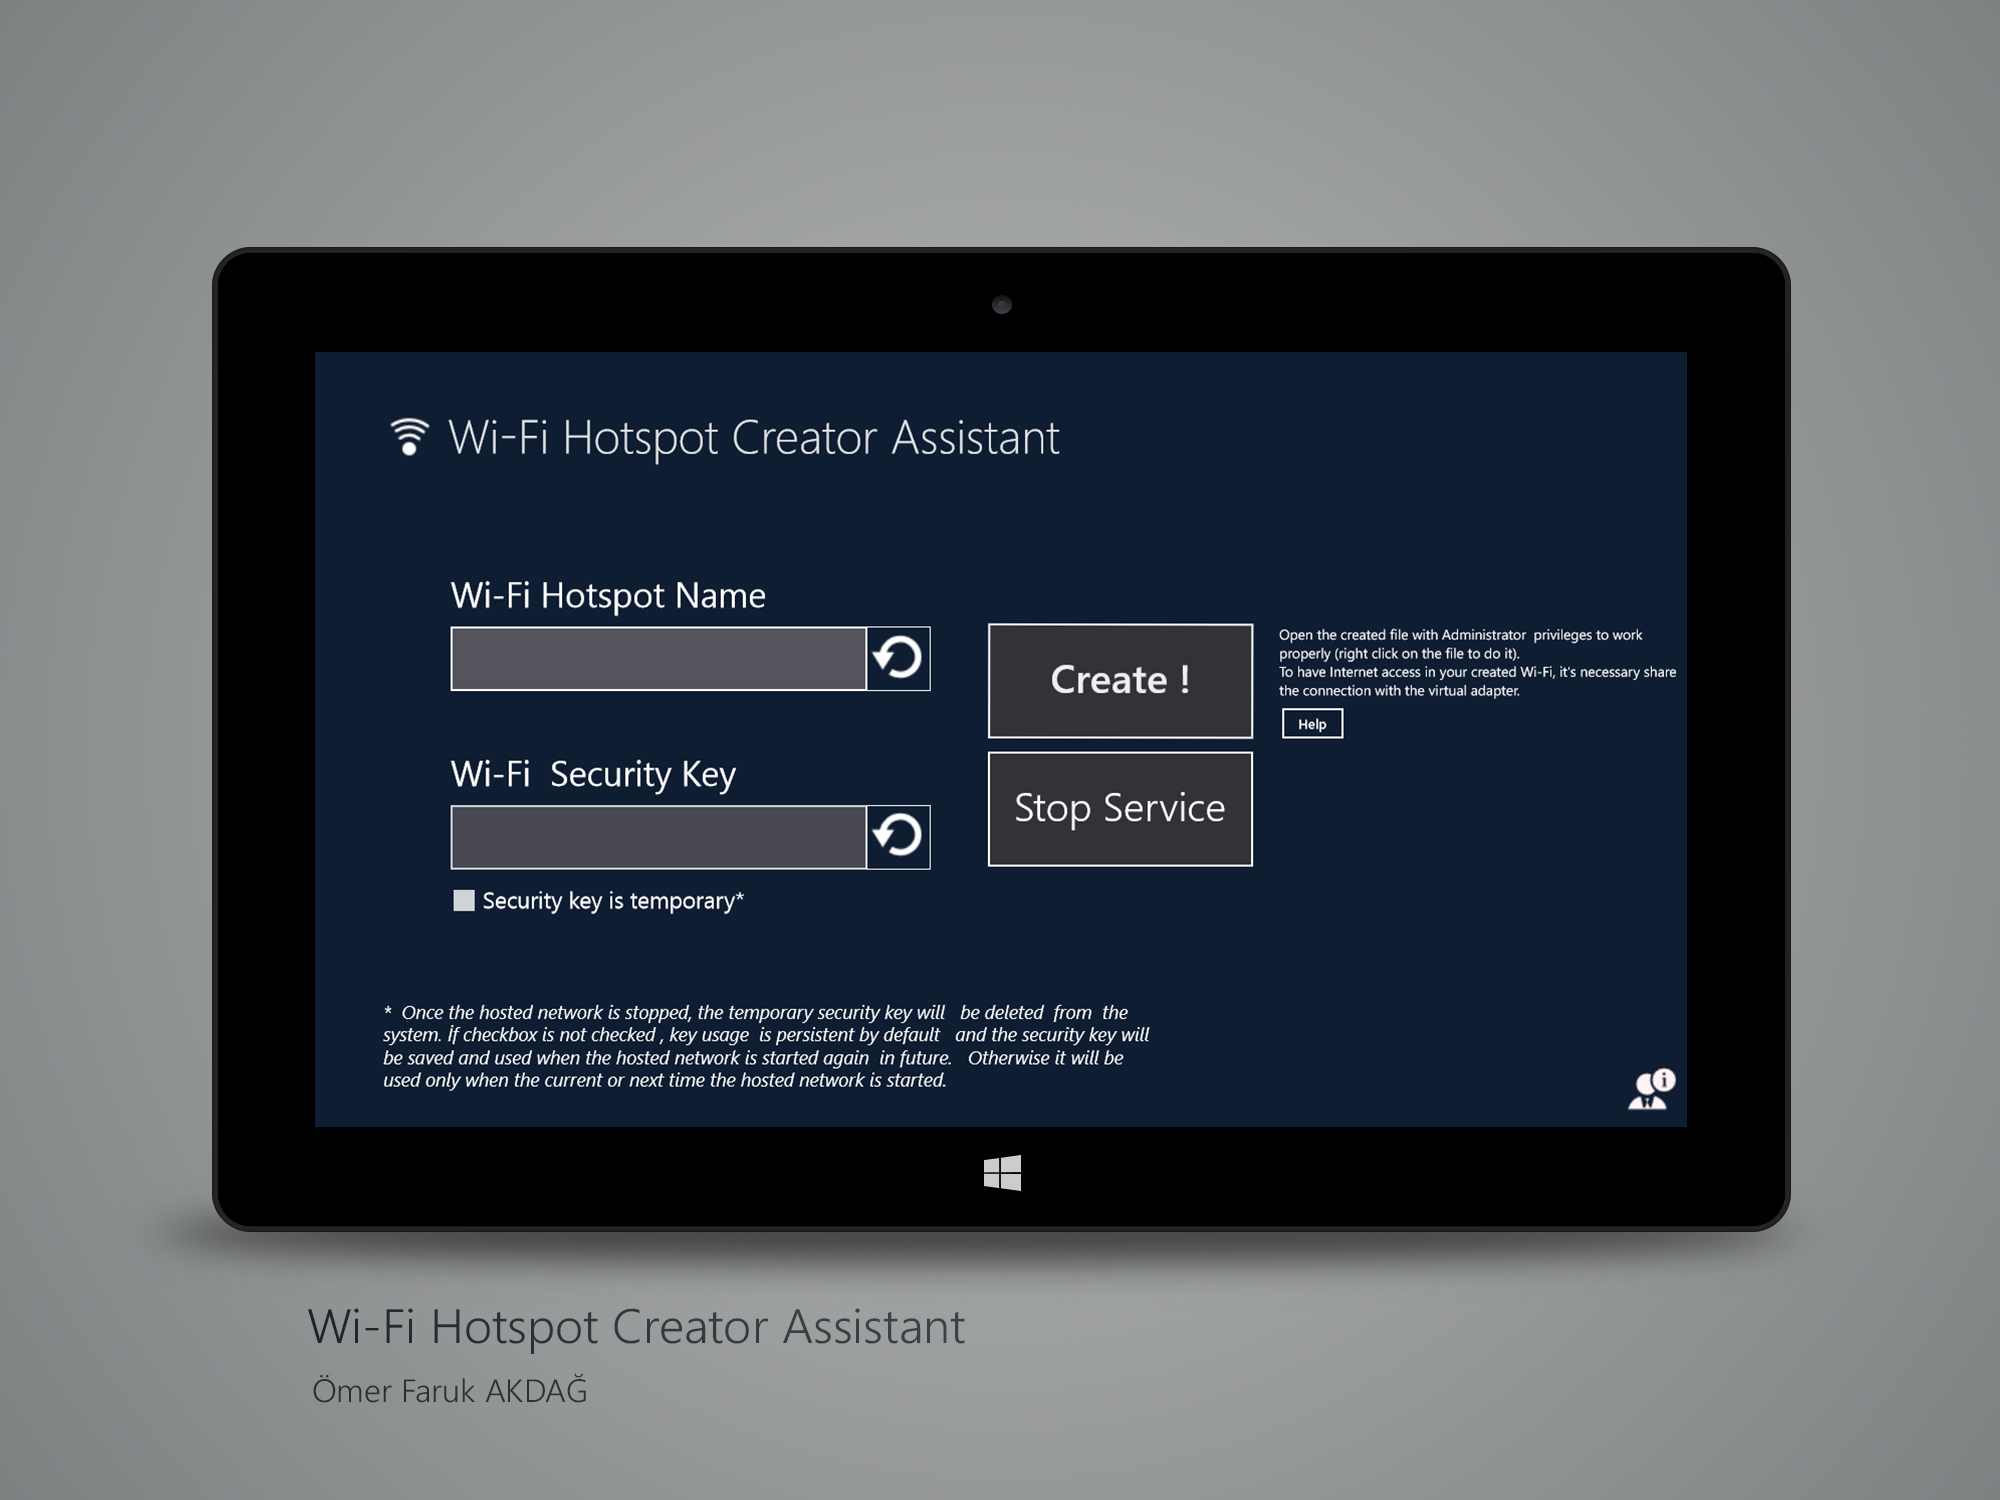 Wi-Fi Hotspot Creator Assistant
Wi-Fi Hotspot Name
Wi-Fi  Security Key
Security key is temporary*
Create !
Stop Service
Open the created file with Administrator  privileges to work
properly (right click on the file to do it).
To have Internet access in your created Wi-Fi, it's necessary share
the connection with the virtual adapter.
Help
*  Once the hosted network is stopped, the temporary security key will   be deleted  from  the
system. İf checkbox is not checked , key usage  is persistent by default   and the security key will
be saved and used when the hosted network is started again  in future.   Otherwise it will be
used only when the current or next time the hosted network is started.
i
Wi-Fi Hotspot Creator Assistant
Ömer Faruk AKDAĞ